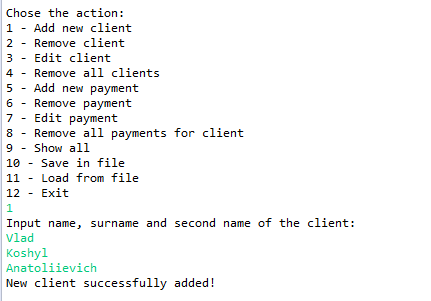 Chose the action:
1 - Add new client
2 - Remove client
3 - Edit client
4 - Remove all clients
5 - Add new payment
6 - Remove payment
7 - Edit payment
8 - Remove all payments for client
9 - Show all
10 - Save in file
11 - Load from file
12 - Exit
1
Input name, surname and second name of the client:
Vlad
Koshyl
Anatoliievich
New client successfully added!